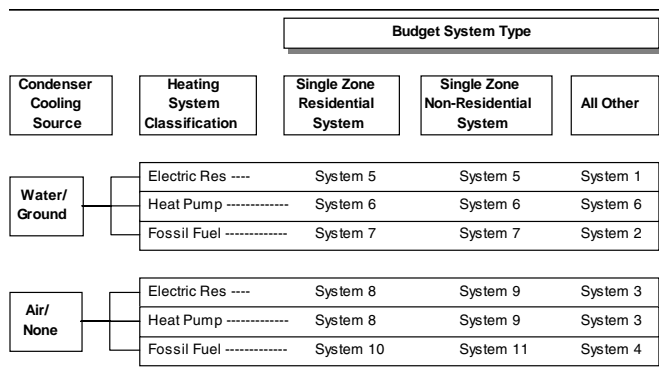 Budget System Type
Condenser Cooling Source
Heating System Classification
Single Zone Residential System
Single Zone Non-Residential System
All Other
Water/ Ground
Electric Res ---- System 5 System 5 System 1
Heat Pump ------------- System 6 System 6 System 6
Fossil Fuel ------------- System 7 System 7 System 2
Air/ None
Electric Res ---- System 8 System 9 System 3
Heat Pump ------------- System 8 System 9 System 3
Fossil Fuel ------------- System 10 System 11 System 4